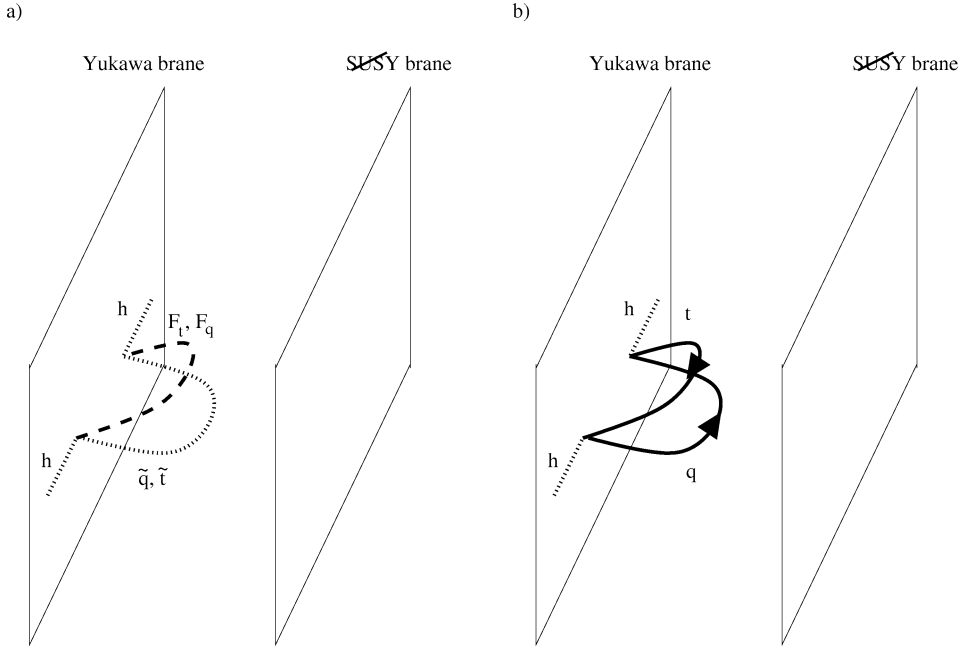 a)
b)
Yukawa brane
SUSY brane
Yukawa brane
SUSY brane
h
F_t, F_q
h
q̃, t̃
h
t
h
q